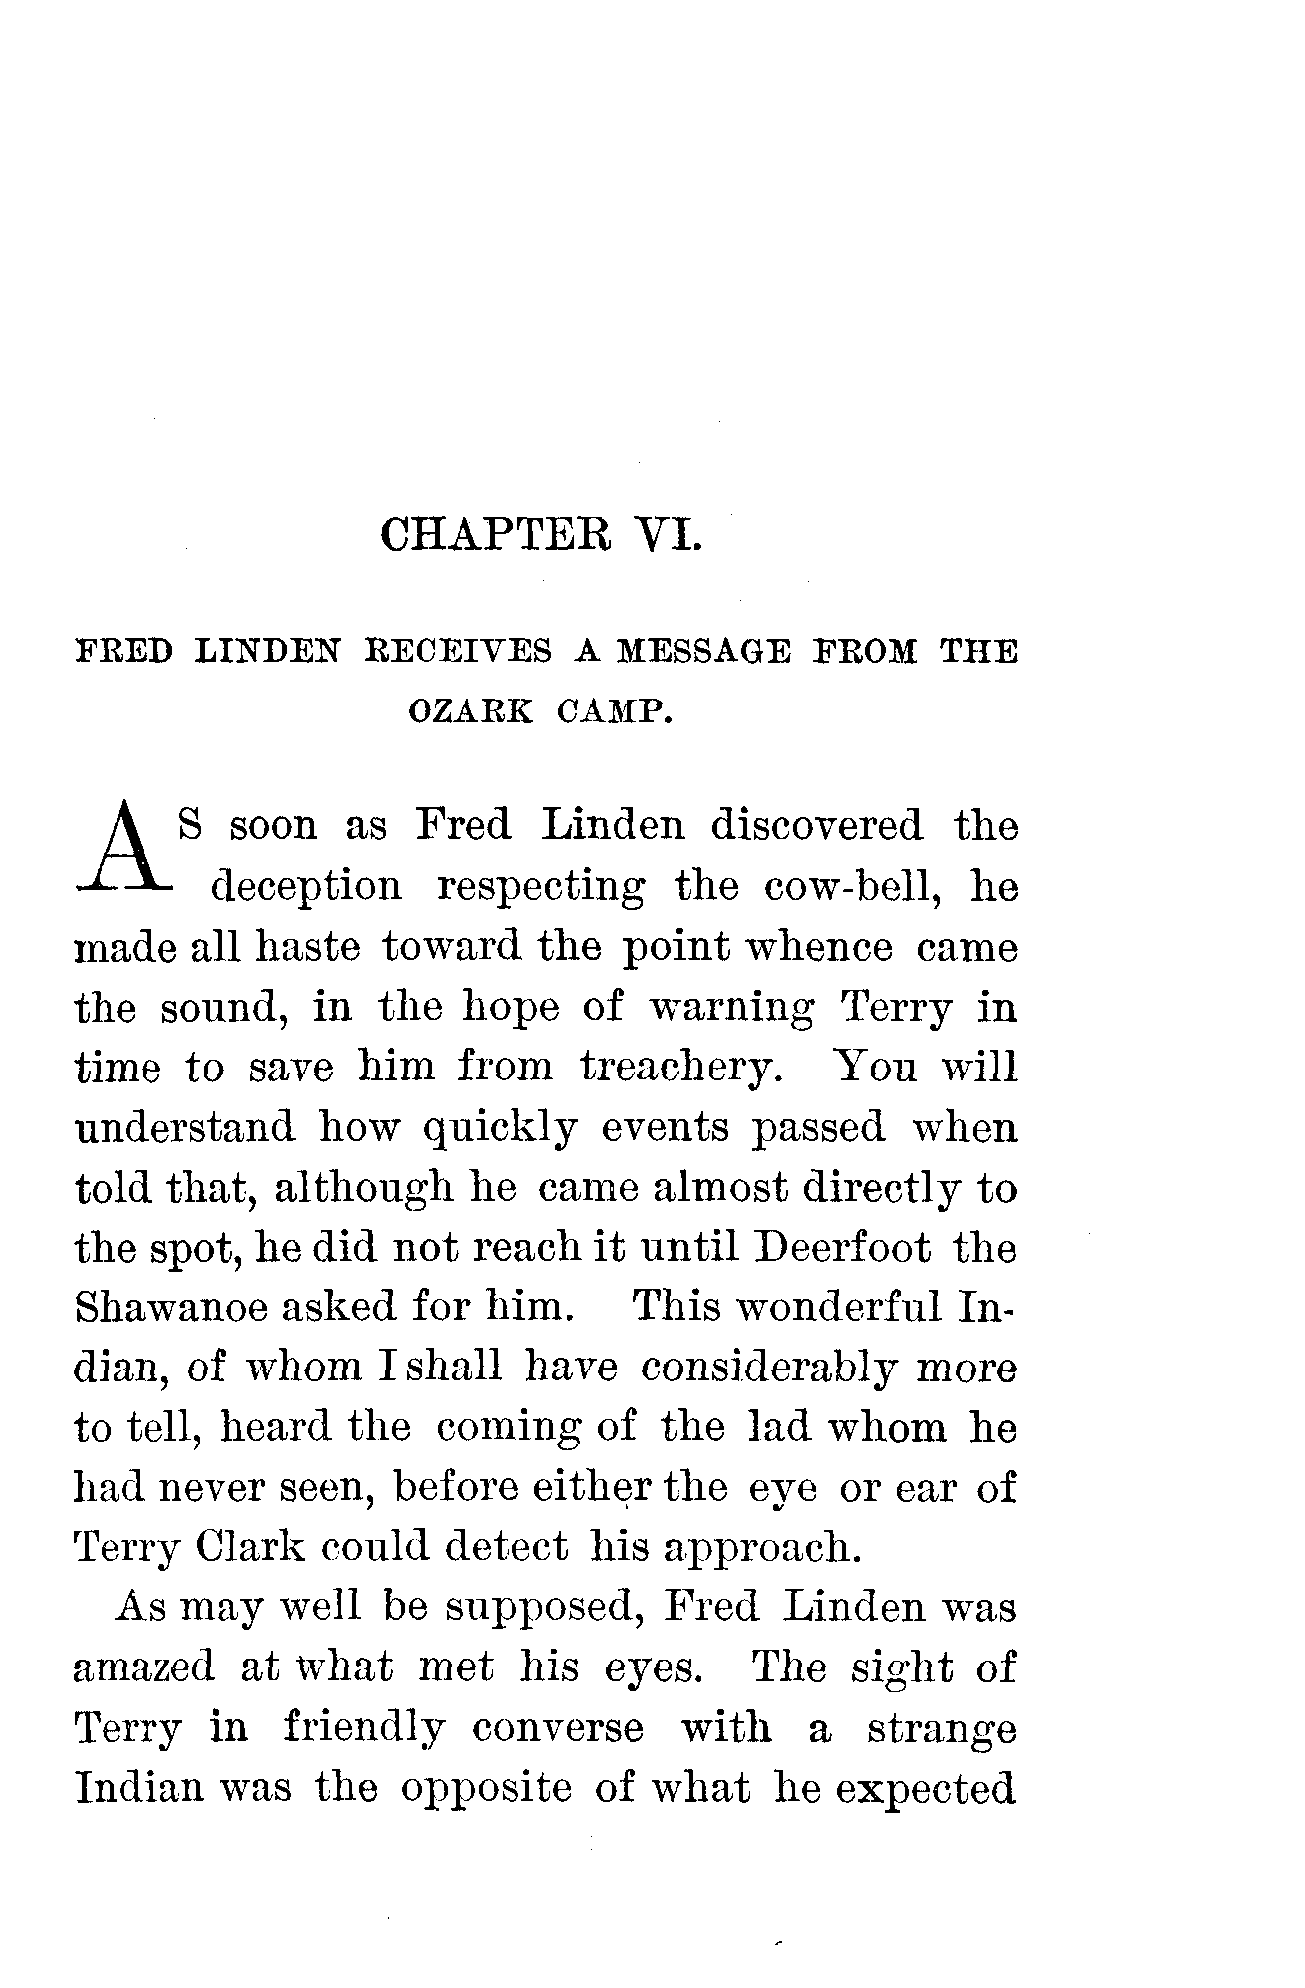 CHAPTER VI.
FRED LINDEN RECEIVES A MESSAGE FROM THE
OZARK CAMP.
AS soon as Fred Linden discovered the
deception respecting the cow-bell, he
made all haste toward the point whence came
the sound, in the hope of warning Terry in
time to save him from treachery. You will
understand how quickly events passed when
told that, although he came almost directly to
the spot, he did not reach it until Deerfoot the
Shawanoe asked for him. This wonderful In-
dian, of whom I shall have considerably more
to tell, heard the coming of the lad whom he
had never seen, before either the eye or ear of
Terry Clark could detect his approach.
As may well be supposed, Fred Linden was
amazed at what met his eyes. The sight of
Terry in friendly converse with a strange
Indian was the opposite of what he expected